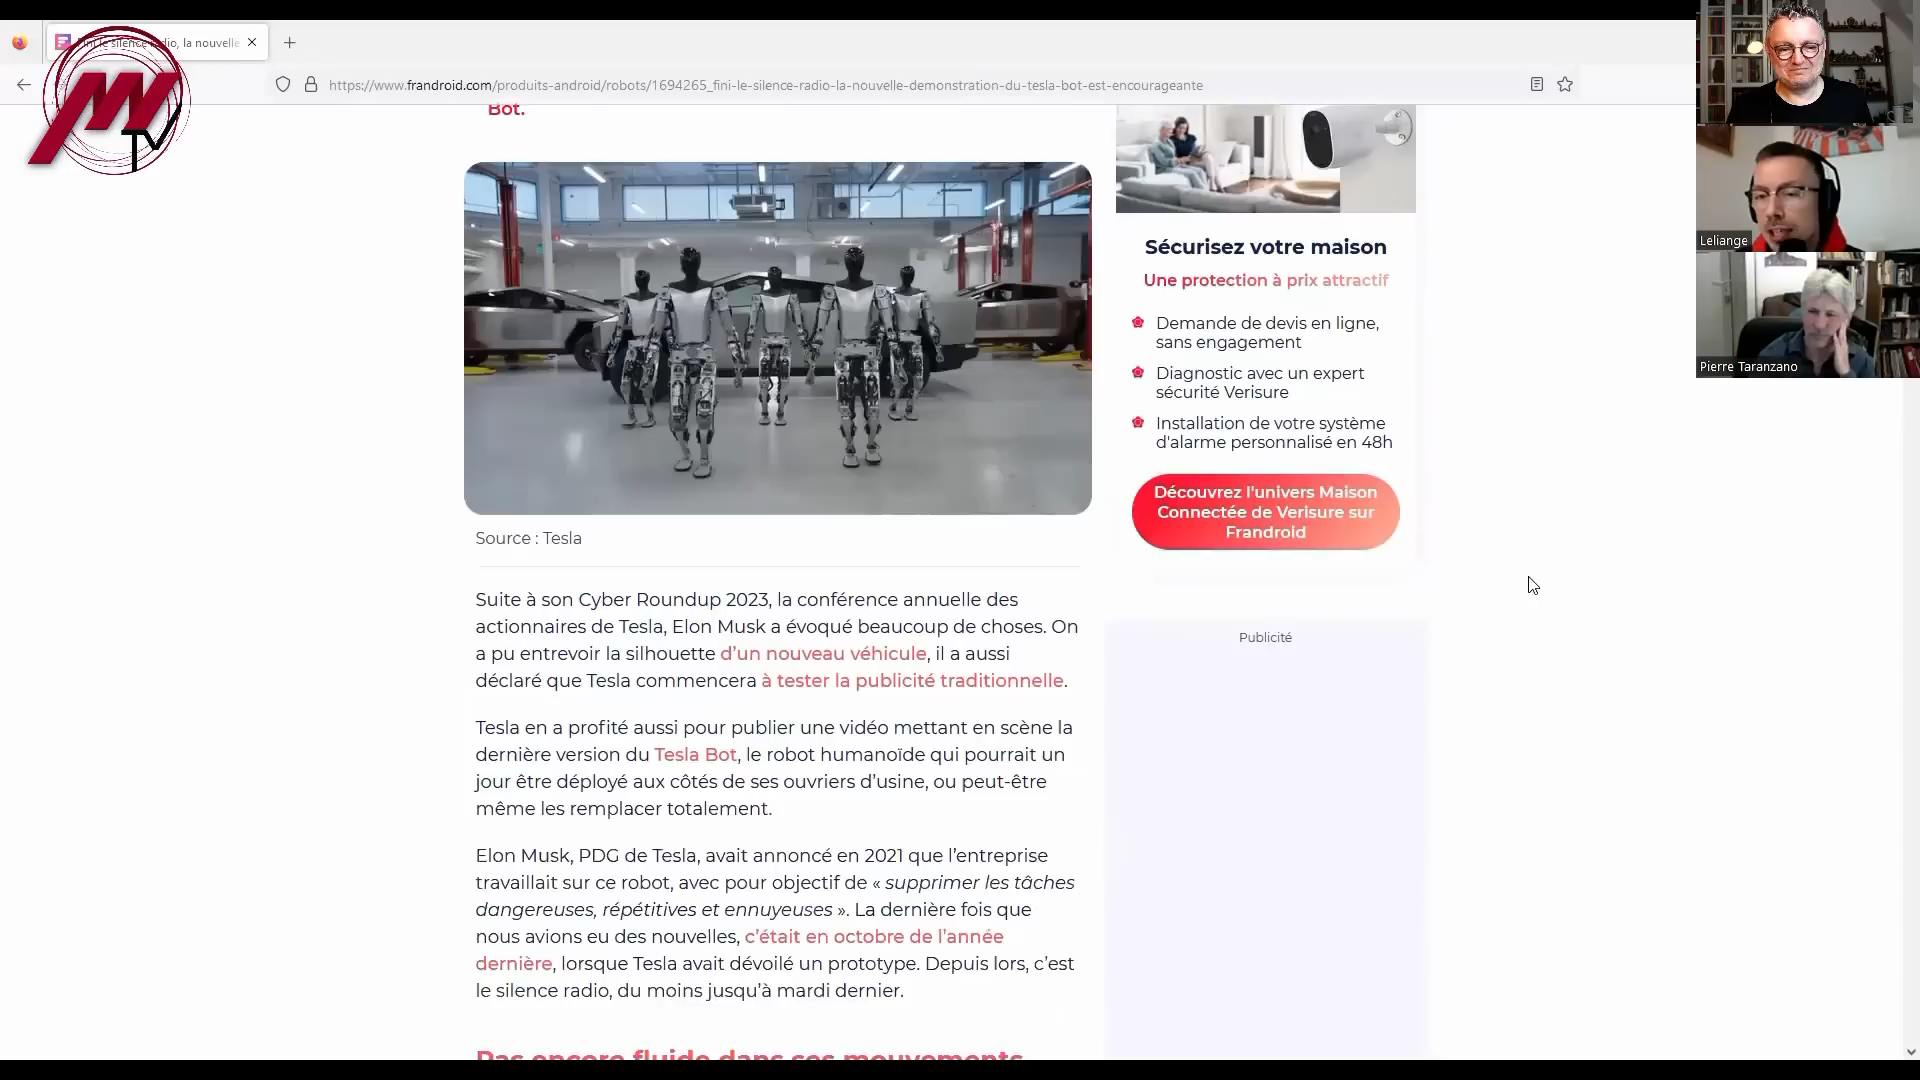 io, la nouvelle
https://www.frandroid.com/produits-android/robots/1694265_fini-le-silence-radio-la-nouvelle-demonstration-du-tesla-bot-est-encourageante
M TV
Bot.
Source : Tesla
Suite à son Cyber Roundup 2023, la conférence annuelle des
actionnaires de Tesla, Elon Musk a évoqué beaucoup de choses. On
a pu entrevoir la silhouette d’un nouveau véhicule, il a aussi
déclaré que Tesla commencera à tester la publicité traditionnelle.
Tesla en a profité aussi pour publier une vidéo mettant en scène la
dernière version du Tesla Bot, le robot humanoïde qui pourrait un
jour être déployé aux côtés de ses ouvriers d’usine, ou peut-être
même les remplacer totalement.
Elon Musk, PDG de Tesla, avait annoncé en 2021 que l’entreprise
travaillait sur ce robot, avec pour objectif de « supprimer les tâches
dangereuses, répétitives et ennuyeuses ». La dernière fois que
nous avions eu des nouvelles, c’était en octobre de l’année
dernière, lorsque Tesla avait dévoilé un prototype. Depuis lors, c’est
le silence radio, du moins jusqu’à mardi dernier.
Pas encore fluide dans ses mouvements
Sécurisez votre maison
Une protection à prix attractif
Demande de devis en ligne,
sans engagement
Diagnostic avec un expert
sécurité Verisure
Installation de votre système
d'alarme personnalisé en 48h
Découvrez l'univers Maison
Connectée de Verisure sur
Frandroid
Publicité
Leliange
Pierre Taranzano